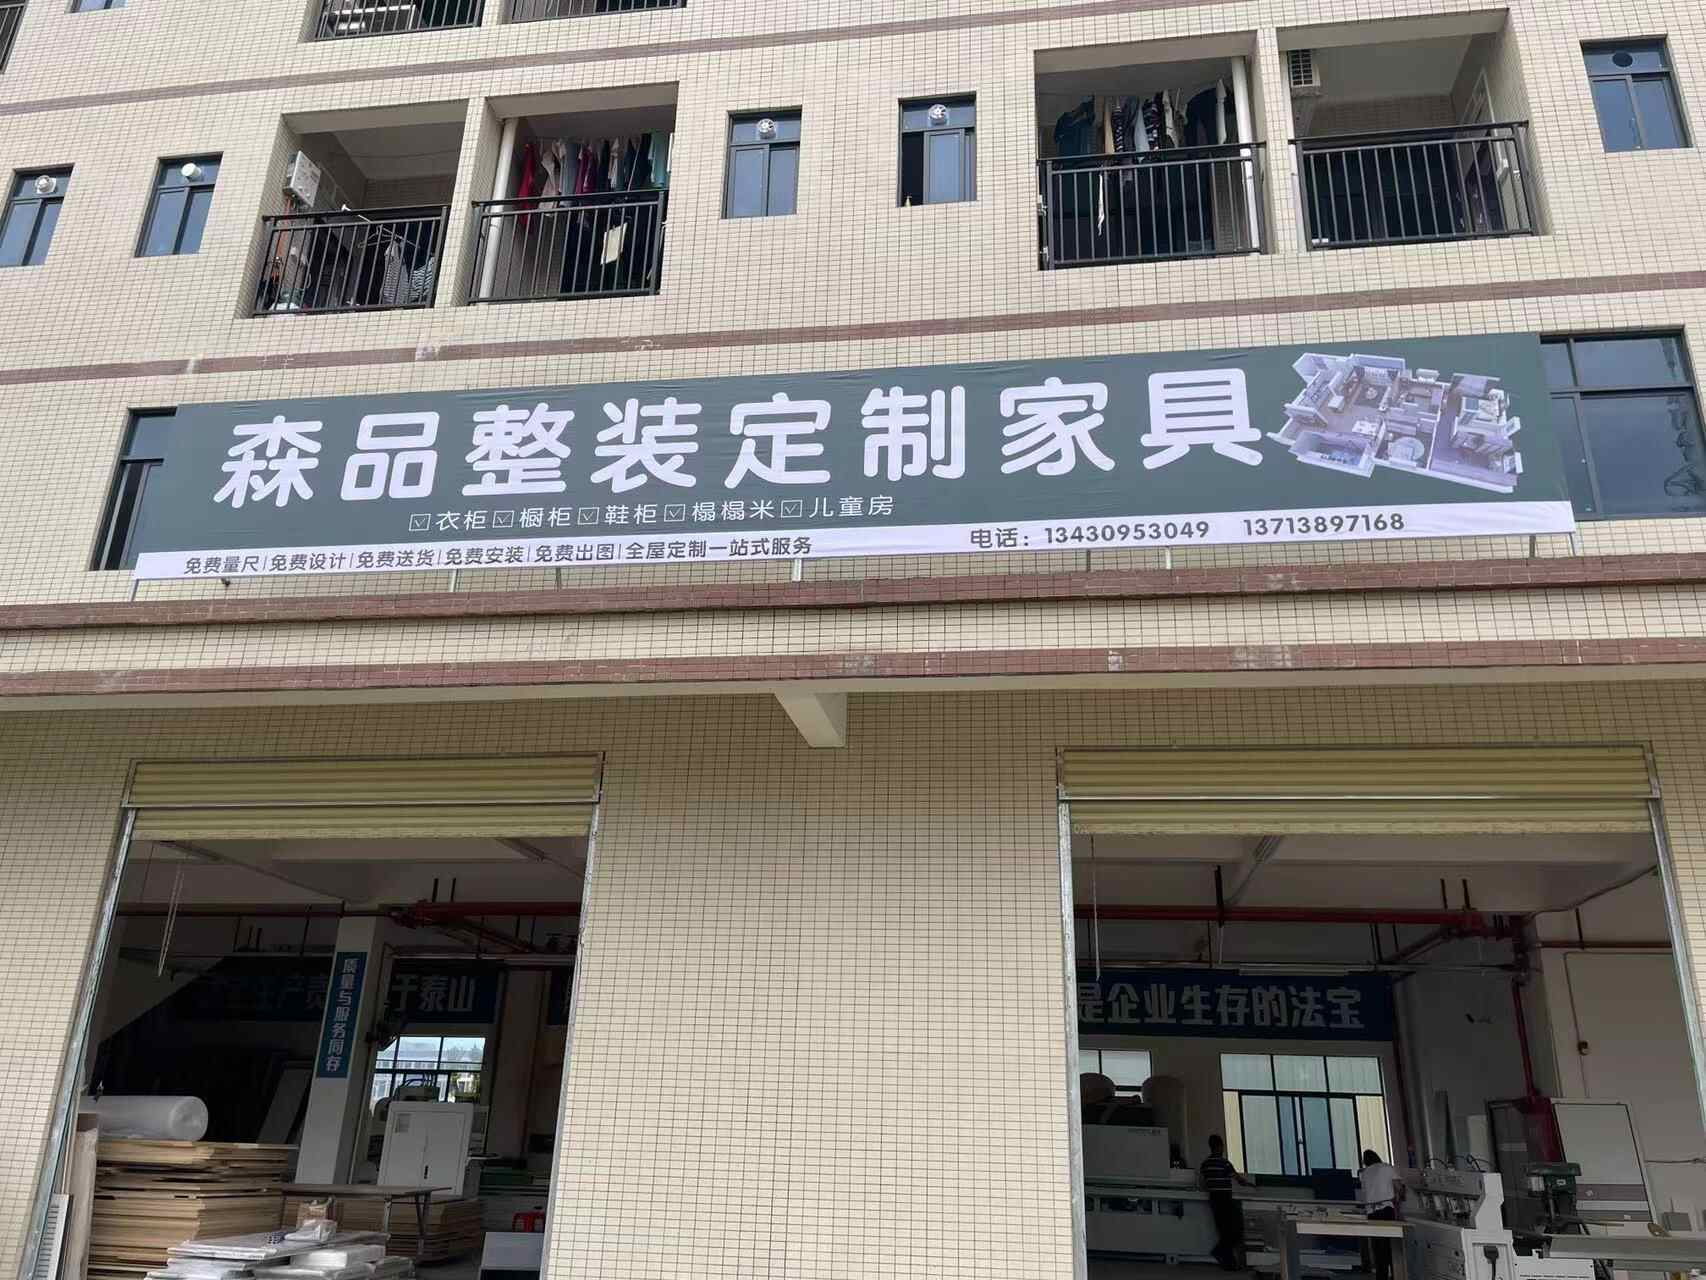 森品整装定制家具
☑衣柜☑橱柜☑鞋柜☑榻榻米☑儿童房
免费量尺|免费设计|免费送货|免费安装|免费出图|全屋定制一站式服务
电话：13430953049 13713897168
生产责 于泰山
质量与服务同存
是企业生存的法宝